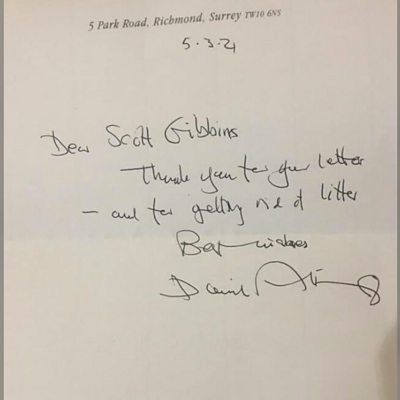 5 Park Road, Richmond, Surrey TW10 6NS
5.3.21
Dear Scott Gibbins
Thank you for your letter
– and for getting rid of litter
Best wishes
David